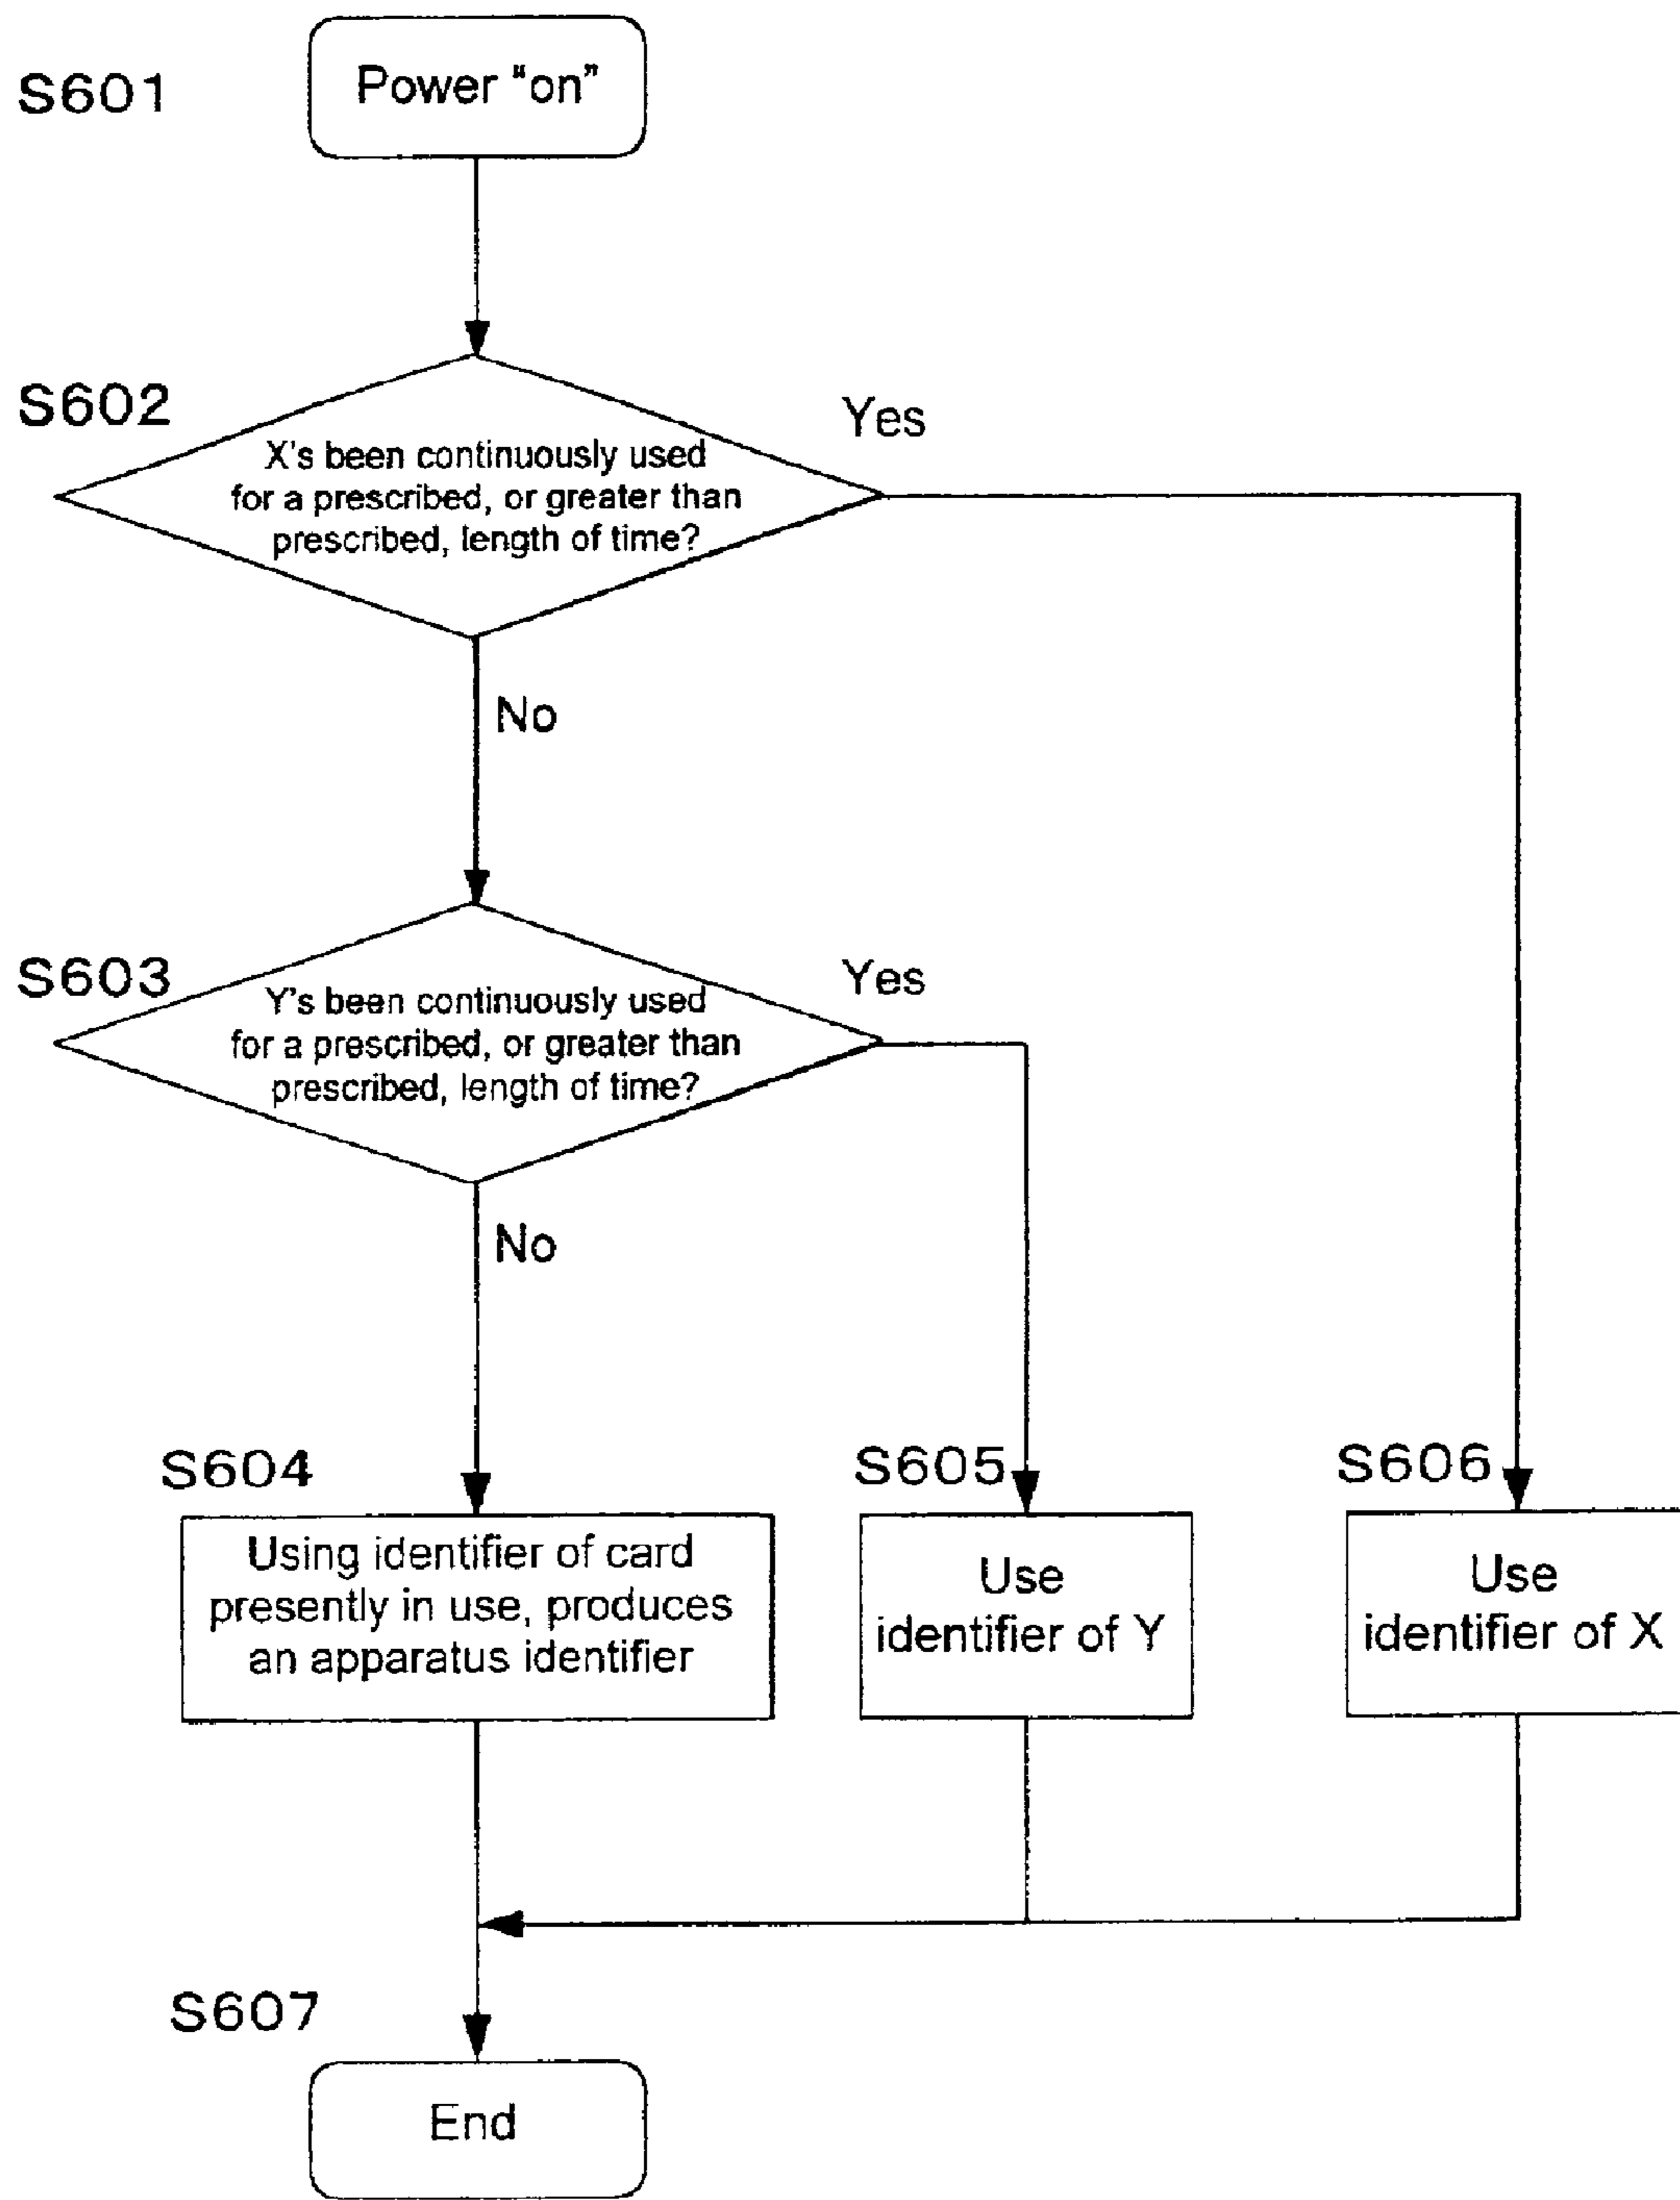 S601
Power “on”
S602
Yes
X's been continuously used
for a prescribed, or greater than
prescribed, length of time?
No
S603
Yes
Y's been continuously used
for a prescribed, or greater than
prescribed, length of time?
No
S604
Using identifier of card
presently in use, produces
an apparatus identifier
S605
Use
identifier of Y
S606
Use
identifier of X
S607
End